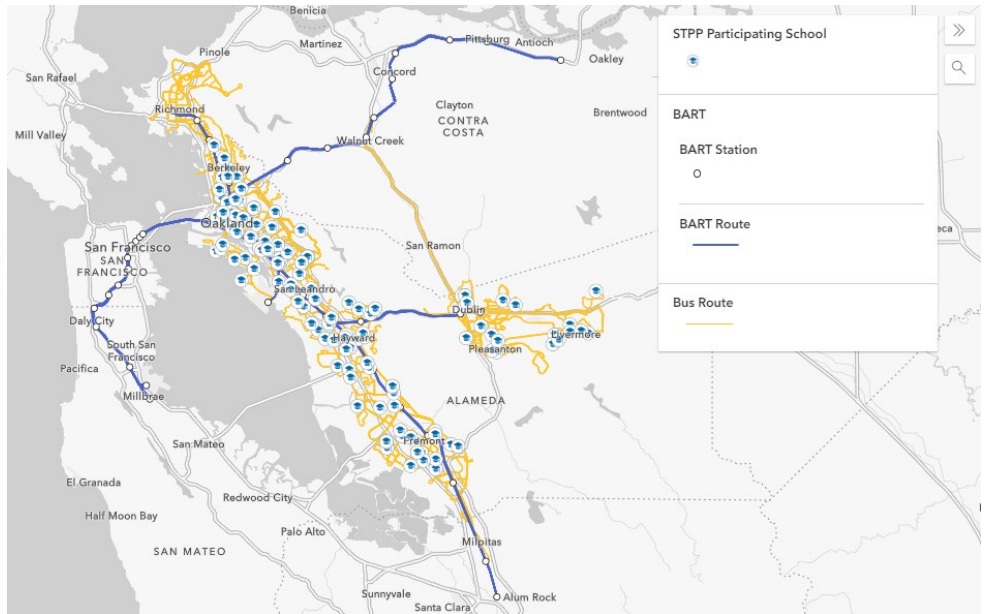 Benicia
Martinez
Pittsburg
Antioch
Oakley
Pinole
San Rafael
Concord
Richmond
Clayton
CONTRA
COSTA
Brentwood
Mill Valley
Walnut Creek
Berkeley
Oakland
San Francisco
SAN
FRANCISCO
San Ramon
San Leandro
Daly City
Dublin
Hayward
Livermore
Pleasanton
South San
Francisco
Pacifica
Millbrae
ALAMEDA
San Mateo
Fremont
El Granada
Redwood City
Half Moon Bay
Palo Alto
Milpitas
SAN MATEO
Sunnyvale
Alum Rock
Santa Clara
STPP Participating School
BART
BART Station
BART Route
Bus Route
eca